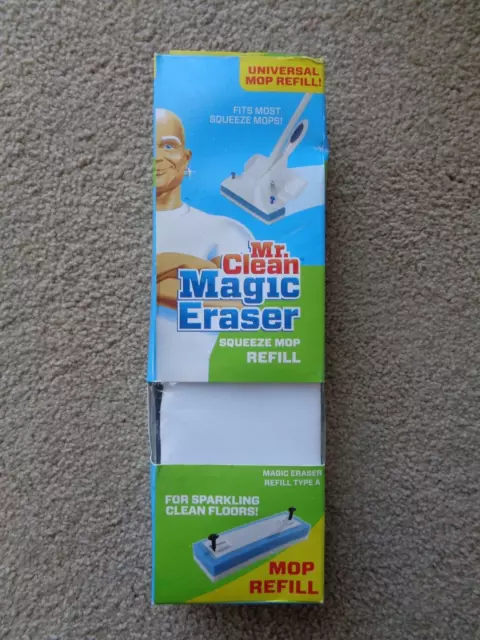 UNIVERSAL
MOP REFILL!
FITS MOST
SQUEEZE MOPS!
Mr.
Clean
Magic
Eraser
SQUEEZE MOP
REFILL
MAGIC ERASER
REFILL TYPE A
FOR SPARKLING
CLEAN FLOORS!
MOP
REFILL